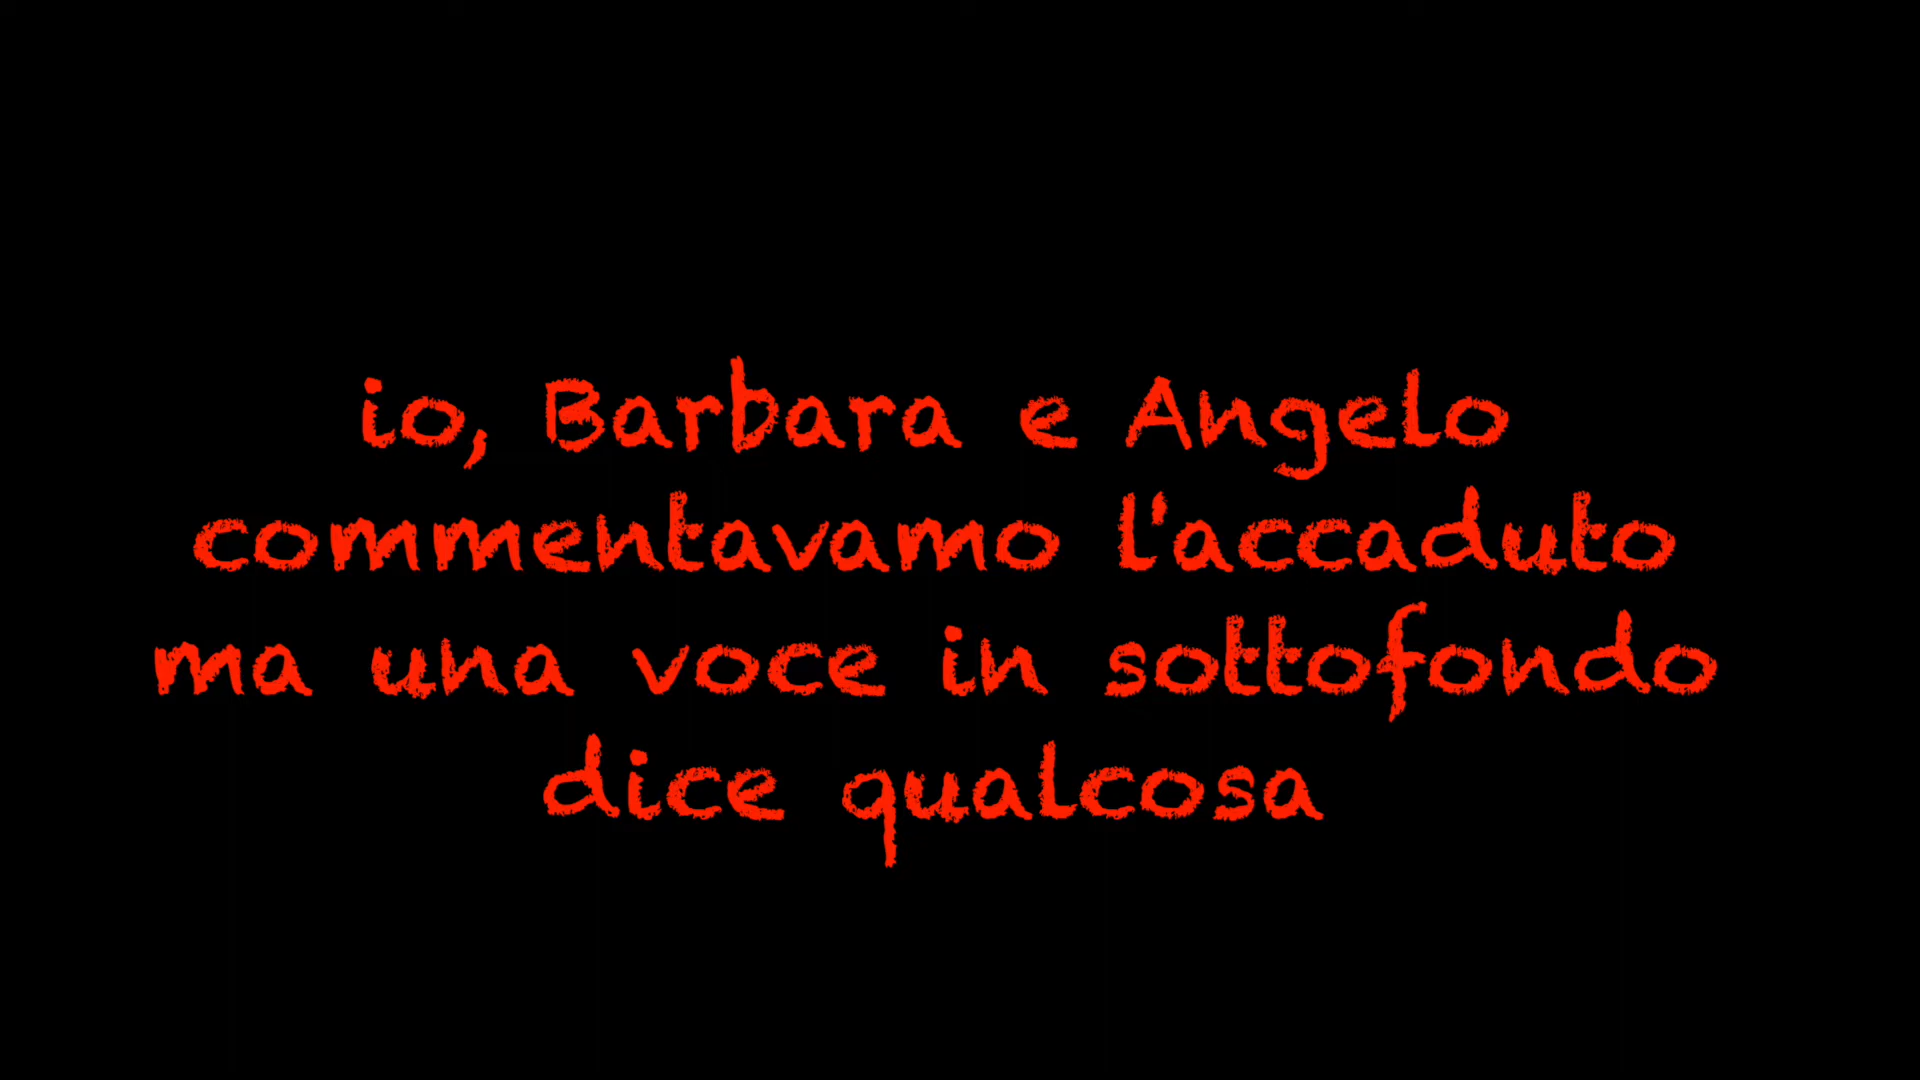 io, Barbara e Angelo
commentavamo l'accaduto
ma una voce in sottofondo
dice qualcosa